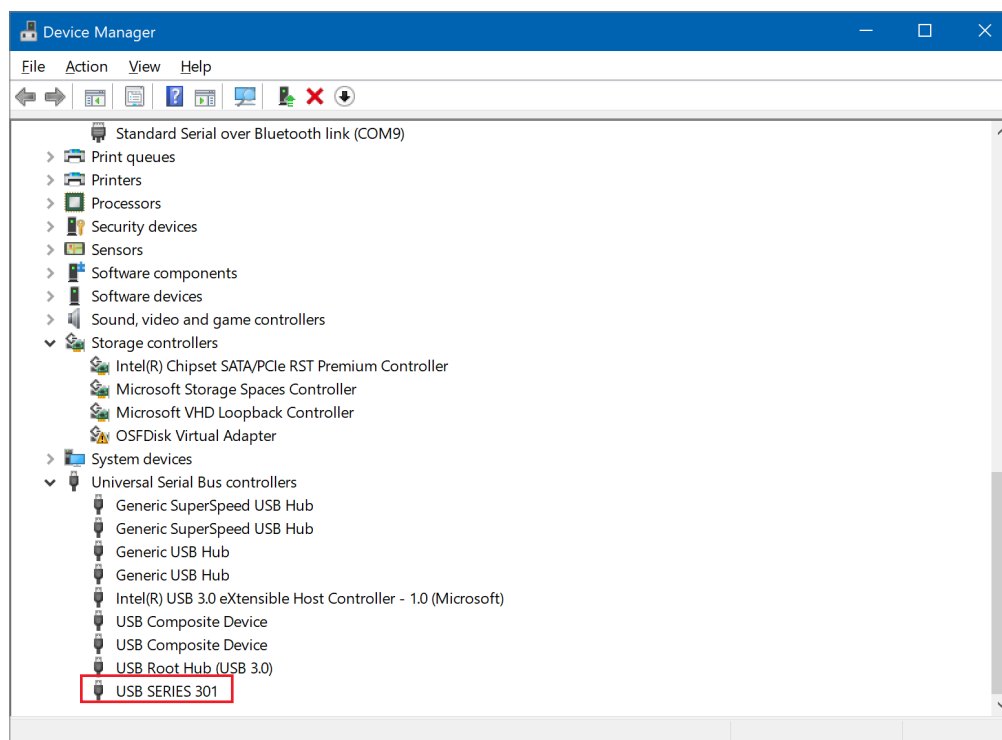 Device Manager
File Action View Help
Standard Serial over Bluetooth link (COM9)
Print queues
Printers
Processors
Security devices
Sensors
Software components
Software devices
Sound, video and game controllers
Storage controllers
Intel(R) Chipset SATA/PCIe RST Premium Controller
Microsoft Storage Spaces Controller
Microsoft VHD Loopback Controller
OSFDisk Virtual Adapter
System devices
Universal Serial Bus controllers
Generic SuperSpeed USB Hub
Generic SuperSpeed USB Hub
Generic USB Hub
Generic USB Hub
Intel(R) USB 3.0 eXtensible Host Controller - 1.0 (Microsoft)
USB Composite Device
USB Composite Device
USB Root Hub (USB 3.0)
USB SERIES 301